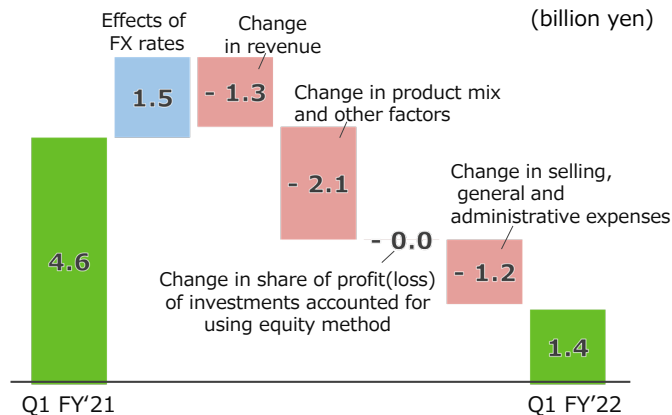 (billion yen)
Effects of
FX rates
Change
in revenue
1.5
- 1.3
Change in product mix
and other factors
- 2.1
4.6
- 0.0
Change in share of profit(loss)
of investments accounted for
using equity method
Change in selling,
general and
administrative expenses
- 1.2
1.4
Q1 FY'21
Q1 FY'22